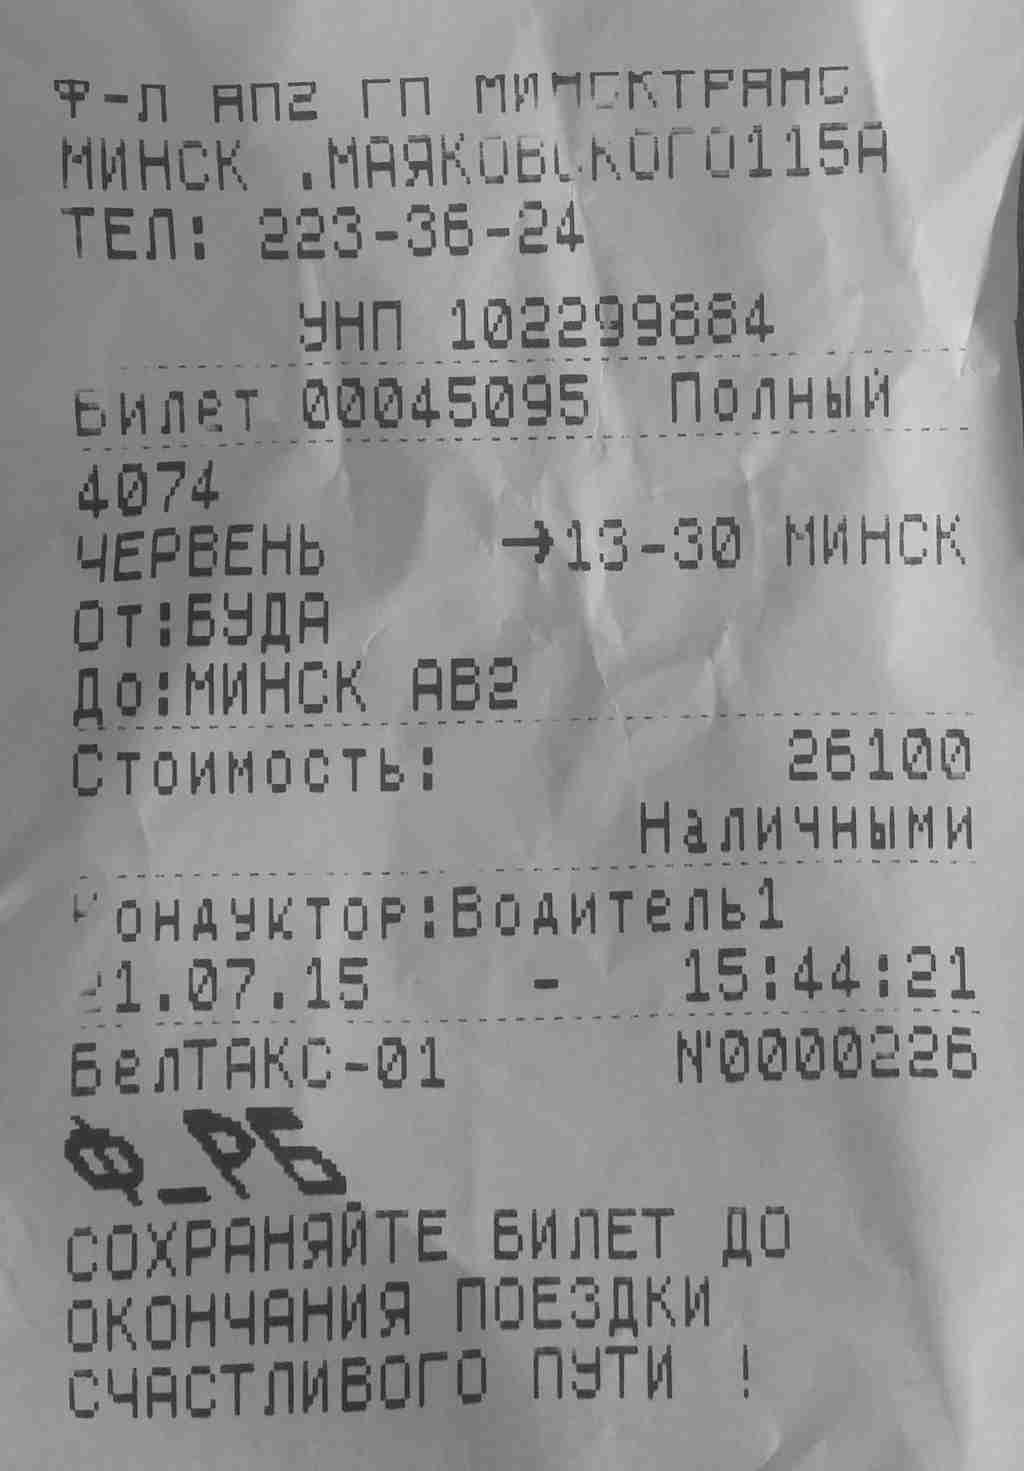 Ф-Л АП2 ГП МИНСКТРАНС
МИНСК .МАЯКОВСКОГО115А
ТЕЛ: 223-36-24
УНП 102299884
Билет 00045095 Полный
4074
ЧЕРВЕНЬ →13-30 МИНСК
От:БУДА
До:МИНСК АВ2
Стоимость: 26100
Наличными
Кондуктор:Водитель1
21.07.15 - 15:44:21
БелТАКС-01 №0000226
Ф_РБ
СОХРАНЯЙТЕ БИЛЕТ ДО
ОКОНЧАНИЯ ПОЕЗДКИ
СЧАСТЛИВОГО ПУТИ !